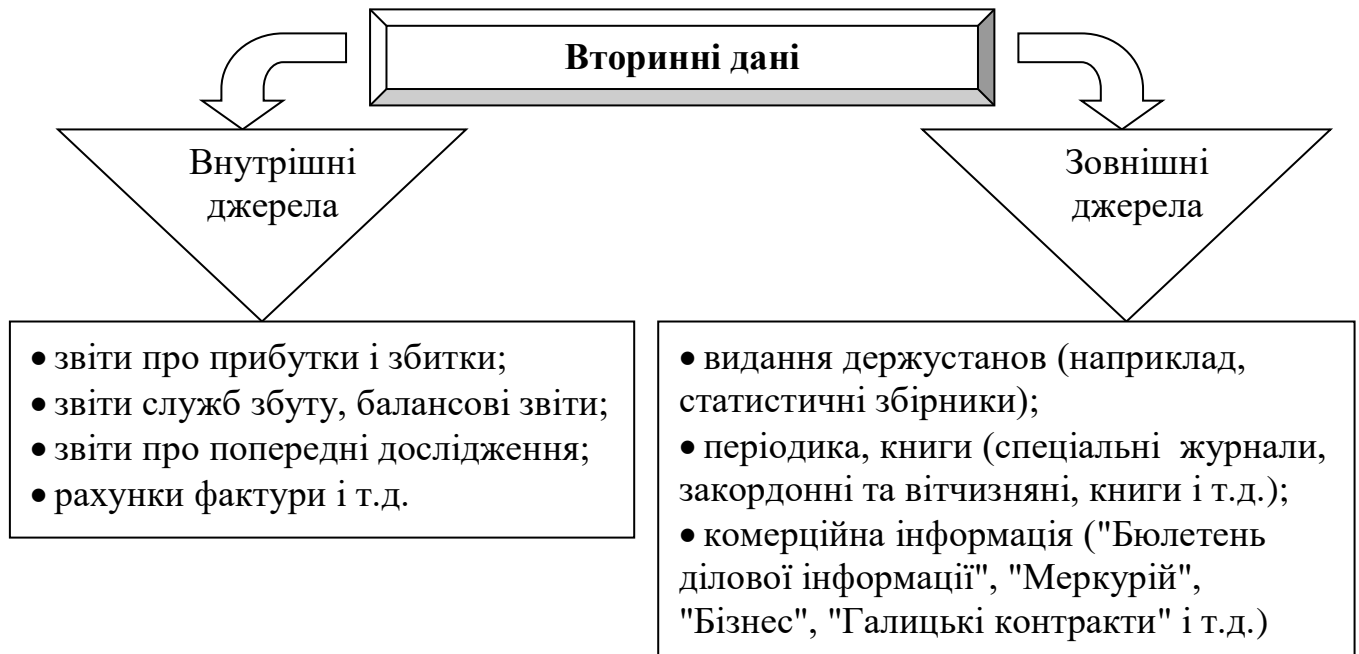 Вторинні дані
Внутрішні
джерела
Зовнішні
джерела
• звіти про прибутки і збитки;
• звіти служб збуту, балансові звіти;
• звіти про попередні дослідження;
• рахунки фактури і т.д.
• видання держустанов (наприклад,
статистичні збірники);
• періодика, книги (спеціальні журнали,
закордонні та вітчизняні, книги і т.д.);
• комерційна інформація ("Бюлетень
ділової інформації", "Меркурій",
"Бізнес", "Галицькі контракти" і т.д.)